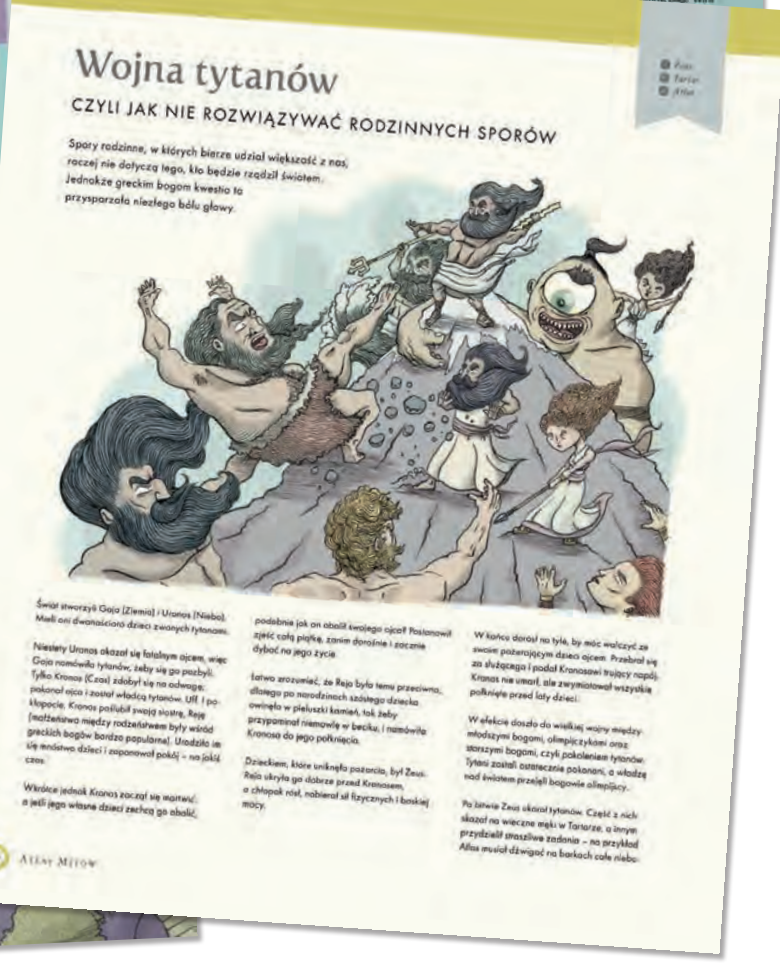 Wojna tytanów
CZYLI JAK NIE ROZWIĄZYWAĆ RODZINNYCH SPORÓW
Spory rodzinne, w których bierze udział większość z nas,
raczej nie dotyczą tego, kto będzie rządził światem.
Jednakże greckim bogom kwestia ta
przysparzała niezłego bólu głowy.
Świat stworzyli Gaja (Ziemia) i Uranos (Niebo).
Mieli oni dwanaścioro dzieci zwanych tytanami.
Niestety Uranos okazał się fatalnym ojcem, więc
Gaja namówiła tytanów, żeby się go pozbyli.
Tylko Kronos (Czas) zdobył się na odwagę,
pokonał ojca i został władcą tytanów. Uff. I po
kłopocie. Kronos poślubił swoją siostrę, Reję
(małżeństwa między rodzeństwem były wśród
greckich bogów bardzo popularne). Urodziło im
się mnóstwo dzieci i zapanował pokój – na jakiś
czas.
Wkrótce jednak Kronos zaczął się martwić:
a jeśli jego własne dzieci zechcą go obalić,
podobnie jak on obalił swojego ojca? Postanowił
zjeść całą piątkę, zanim dorośnie i zacznie
dybać na jego życie.
Łatwo zrozumieć, że Reja była temu przeciwna,
dlatego po narodzinach szóstego dziecka
owinęła w pieluszki kamień, tak żeby
przypominał niemowlę w beciku, i namówiła
Kronosa do jego połknięcia.
Dzieckiem, które uniknęło pożarcia, był Zeus.
Reja ukryła go dobrze przed Kronosem,
a chłopak rósł, nabierał sił fizycznych i boskiej
mocy.
W końcu dorósł na tyle, by móc walczyć ze
swoim pożerającym dzieci ojcem. Przebrał się
za służącego i podał Kronosowi trujący napój.
Kronos nie umarł, ale zwymiotował wszystkie
połknięte przed laty dzieci.
W efekcie doszło do wielkiej wojny między
młodszymi bogami, olimpijczykami oraz
starszymi bogami, czyli pokoleniem tytanów.
Tytani zostali ostatecznie pokonani, a władzę
nad światem przejęli bogowie olimpijscy.
Po bitwie Zeus ukarał tytanów. Część z nich
skazał na wieczne męki w Tartarze, a innym
przydzielił straszliwe zadania – na przykład
Atlas musiał dźwigać na barkach całe niebo.
Atlas Mitów